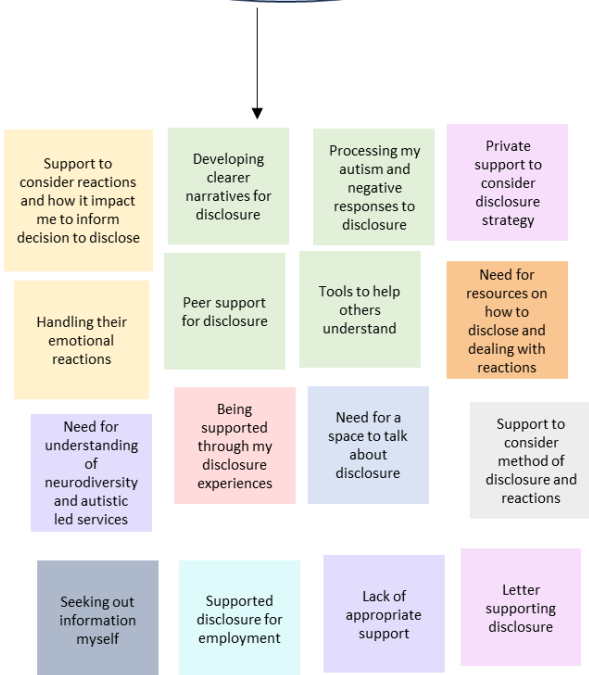 Support to
consider reactions
and how it impact
me to inform
decision to disclose
Developing
clearer
narratives for
disclosure
Processing my
autism and
negative
responses to
disclosure
Private
support to
consider
disclosure
strategy
Handling their
emotional
reactions
Peer support
for disclosure
Tools to help
others
understand
Need for
resources on
how to
disclose and
dealing with
reactions
Need for
understanding
of
neurodiversity
and autistic
led services
Being
supported
through my
disclosure
experiences
Need for a
space to talk
about
disclosure
Support to
consider
method of
disclosure and
reactions
Seeking out
information
myself
Supported
disclosure for
employment
Lack of
appropriate
support
Letter
supporting
disclosure